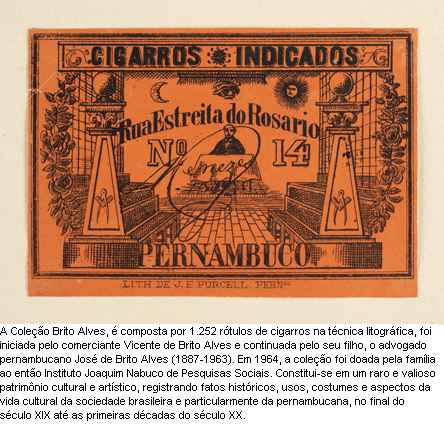 CIGARROS INDICADOS
Rua Estreita do Rosario
Nº 14
PERNAMBUCO
LITH DE J. E PURCELL. PERNº
A Coleção Brito Alves, é composta por 1.252 rótulos de cigarros na técnica litográfica, foi
iniciada pelo comerciante Vicente de Brito Alves e continuada pelo seu filho, o advogado
pernambucano José de Brito Alves (1887-1963). Em 1964, a coleção foi doada pela família
ao então Instituto Joaquim Nabuco de Pesquisas Sociais. Constitui-se em um raro e valioso
patrimônio cultural e artístico, registrando fatos históricos, usos, costumes e aspectos da
vida cultural da sociedade brasileira e particularmente da pernambucana, no final do
século XIX até as primeiras décadas do século XX.